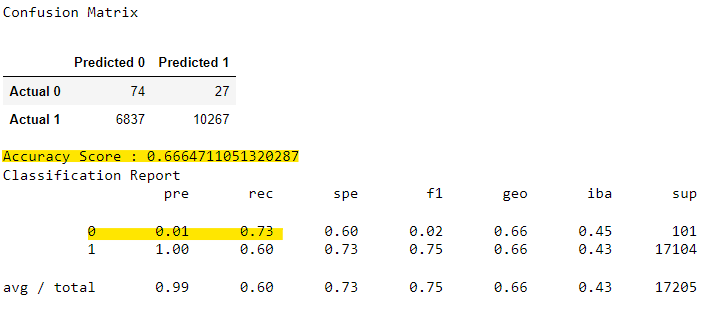 Confusion Matrix
Predicted 0 Predicted 1
Actual 0 74 27
Actual 1 6837 10267
Accuracy Score : 0.6664711051320287
Classification Report
pre rec spe f1 geo iba sup
0 0.01 0.73 0.60 0.02 0.66 0.45 101
1 1.00 0.60 0.73 0.75 0.66 0.43 17104
avg / total 0.99 0.60 0.73 0.75 0.66 0.43 17205